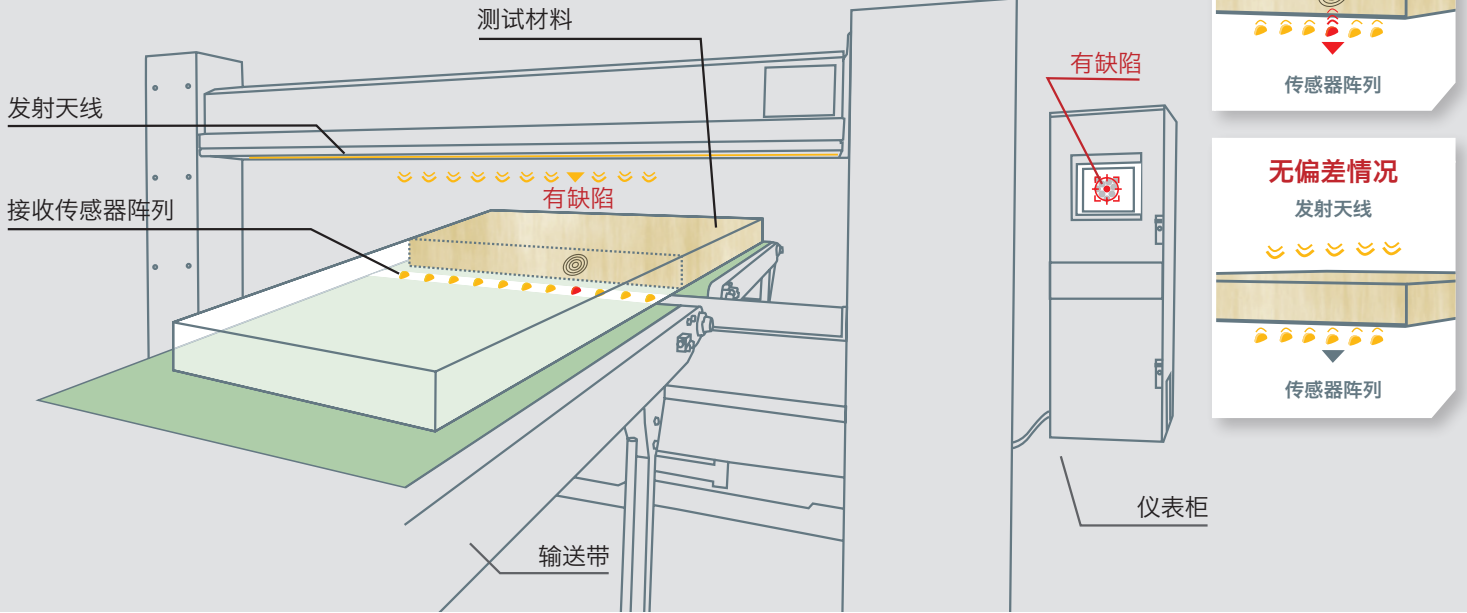 测试材料
发射天线
有缺陷
接收传感器阵列
有缺陷
传感器阵列
无偏差情况
发射天线
传感器阵列
仪表柜
输送带